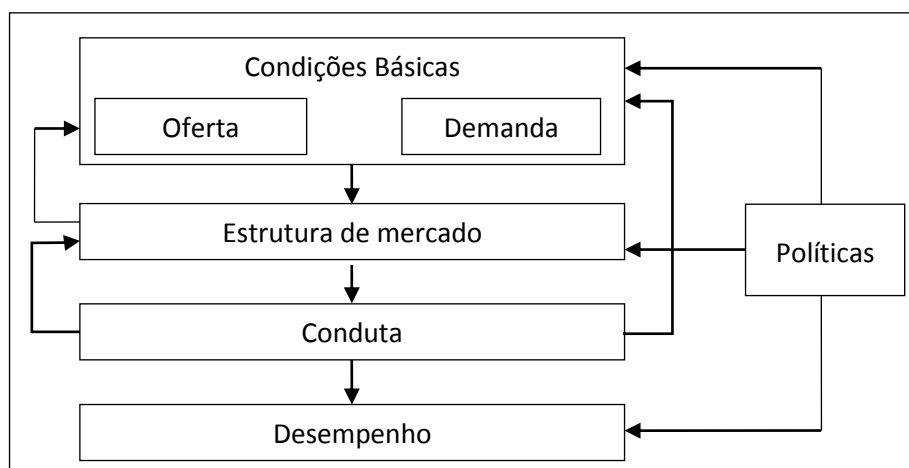 Condições Básicas
Oferta
Demanda
Estrutura de mercado
Políticas
Conduta
Desempenho